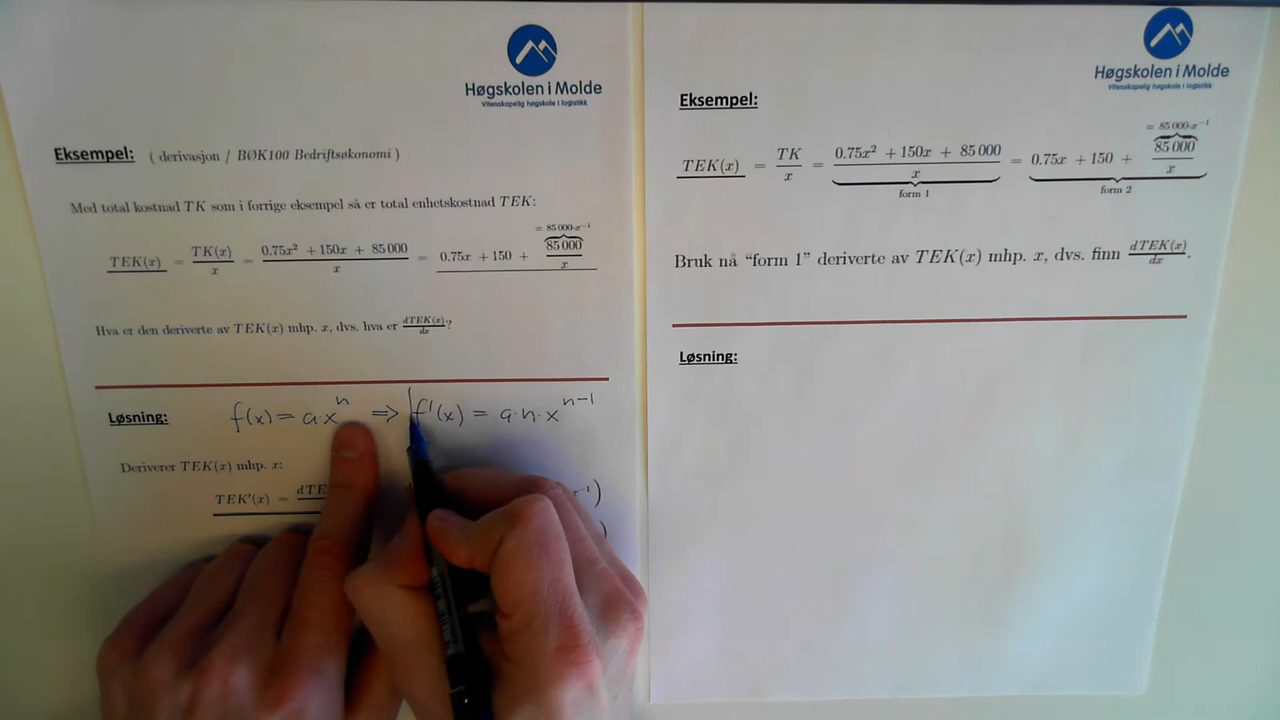 Høgskolen i Molde
Vitenskapelig høgskole i logistikk
Eksempel: ( derivasjon / BØK100 Bedriftsøkonomi )
Med total kostnad TK som i forrige eksempel så er total enhetskostnad TEK:
TEK(x) = TK(x)/x = (0.75x² + 150x + 85 000)/x = 0.75x + 150 + 85 000/x = 85 000·x⁻¹
Hva er den deriverte av TEK(x) mhp. x, dvs. hva er dTEK(x)/dx?
Løsning: f(x) = a·xⁿ => f'(x) = a·n·xⁿ⁻¹
Deriverer TEK(x) mhp. x:
TEK'(x) = dTE x⁻¹)
)
Høgskolen i Molde
Vitenskapelig høgskole i logistikk
Eksempel:
TEK(x) = TK/x = (0.75x² + 150x + 85 000)/x = 0.75x + 150 + 85 000/x = 85 000·x⁻¹
form 1 form 2
Bruk nå “form 1” deriverte av TEK(x) mhp. x, dvs. finn dTEK(x)/dx.
Løsning: